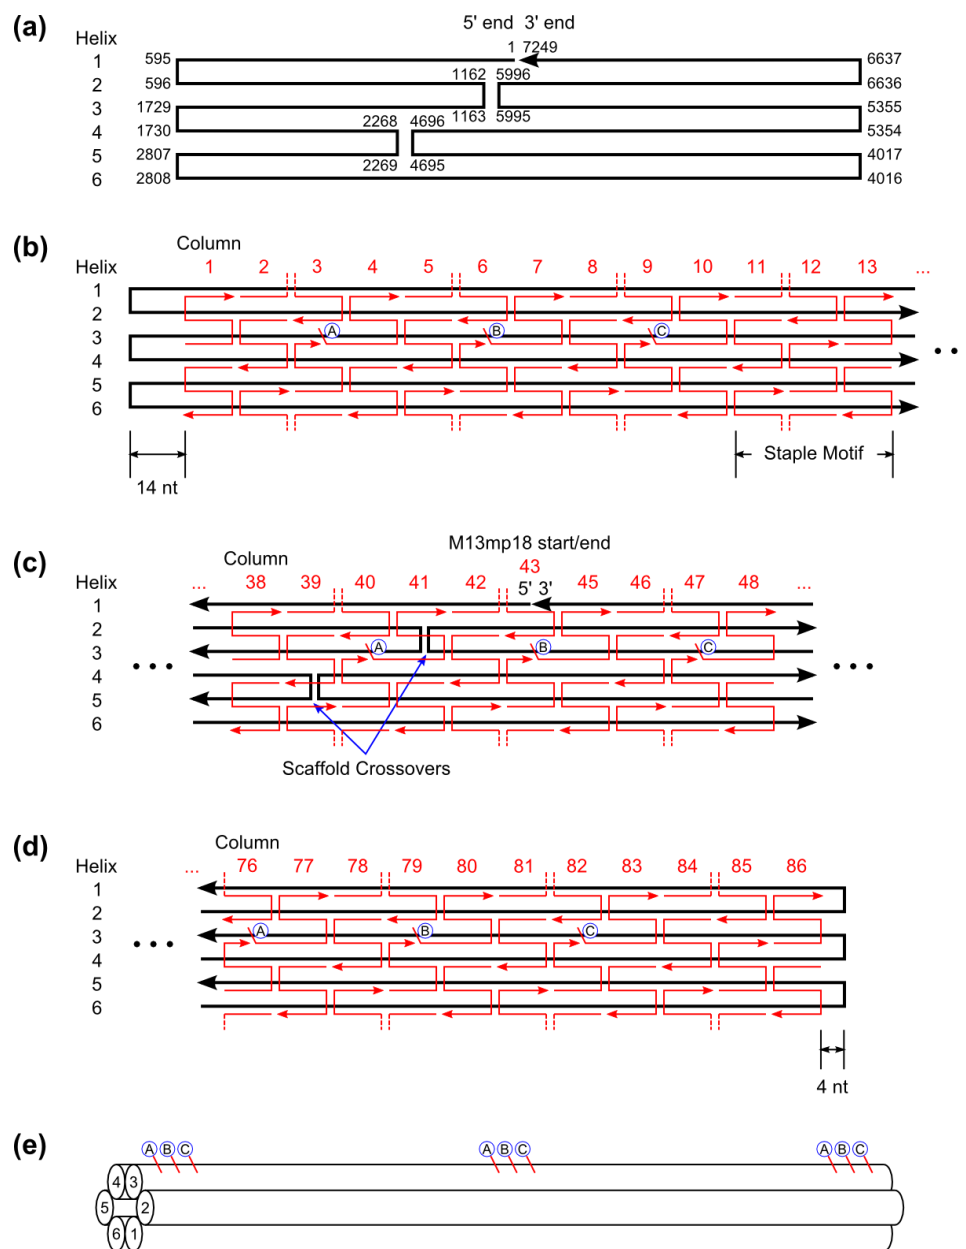 (a)
5' end 3' end
Helix
1 7249
1 595 6637
2 596 1162 5996 6636
3 1729 1163 5995 5355
4 1730 2268 4696 5354
5 2807 2269 4695 4017
6 2808 4016
(b)
Column
Helix 1 2 3 4 5 6 7 8 9 10 11 12 13 ...
1
2
3 A B C
4
5
6
Staple Motif
14 nt
(c)
M13mp18 start/end
Column
Helix ... 38 39 40 41 42 43 45 46 47 48 ...
5' 3'
1
2
3 A B C
4
5
6
Scaffold Crossovers
(d)
Column
Helix ... 76 77 78 79 80 81 82 83 84 85 86
1
2
3 A B C
4
5
6
4 nt
(e)
A B C A B C A B C
4 3
5 2
6 1